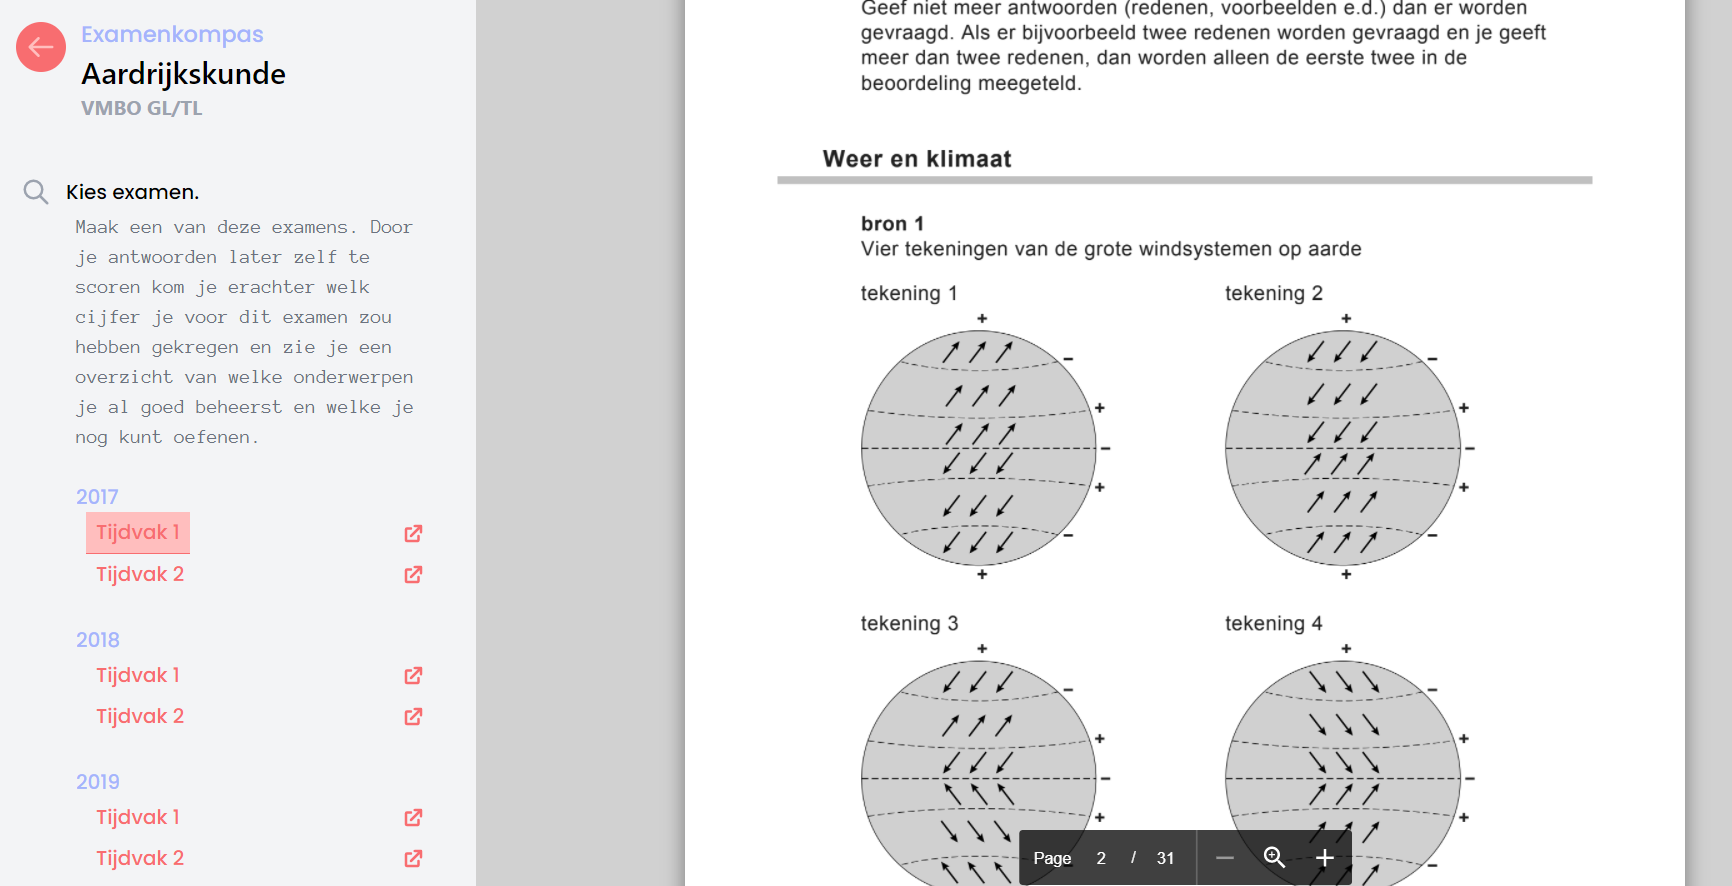 Examenkompas
Aardrijkskunde
VMBO GL/TL
Kies examen.
Maak een van deze examens. Door
je antwoorden later zelf te
scoren kom je erachter welk
cijfer je voor dit examen zou
hebben gekregen en zie je een
overzicht van welke onderwerpen
je al goed beheerst en welke je
nog kunt oefenen.
2017
Tijdvak 1
Tijdvak 2
2018
Tijdvak 1
Tijdvak 2
2019
Tijdvak 1
Tijdvak 2
Geef niet meer antwoorden (redenen, voorbeelden e.d.) dan er worden
gevraagd. Als er bijvoorbeeld twee redenen worden gevraagd en je geeft
meer dan twee redenen, dan worden alleen de eerste twee in de
beoordeling meegeteld.
Weer en klimaat
bron 1
Vier tekeningen van de grote windsystemen op aarde
tekening 1
+
−
+
−
+
−
+
tekening 2
+
−
+
−
+
−
+
tekening 3
+
−
+
−
+
tekening 4
+
−
+
−
+
−
Page 2 / 31